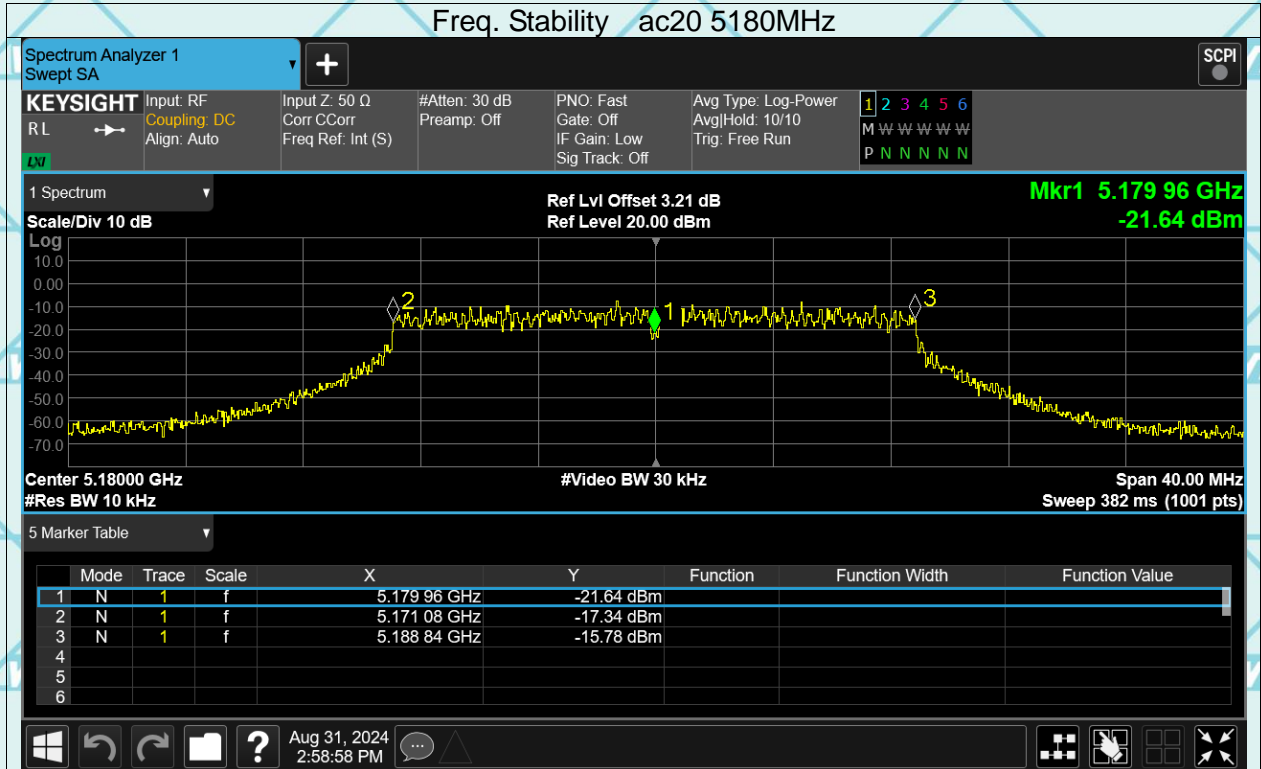 Freq. Stability ac20 5180MHz
Spectrum Analyzer 1
Swept SA
SCPI
KEYSIGHT
RL
LXI
Input: RF
Coupling: DC
Align: Auto
Input Z: 50 Ω
Corr CCorr
Freq Ref: Int (S)
#Atten: 30 dB
Preamp: Off
PNO: Fast
Gate: Off
IF Gain: Low
Sig Track: Off
Avg Type: Log-Power
Avg|Hold: 10/10
Trig: Free Run
1 2 3 4 5 6
M W W W W W
P N N N N N
1 Spectrum
Scale/Div 10 dB
Ref Lvl Offset 3.21 dB
Ref Level 20.00 dBm
Mkr1 5.179 96 GHz
-21.64 dBm
Log
10.0
0.00
-10.0
-20.0
-30.0
-40.0
-50.0
-60.0
-70.0
2
1
3
Center 5.18000 GHz
#Video BW 30 kHz
Span 40.00 MHz
#Res BW 10 kHz
Sweep 382 ms (1001 pts)
5 Marker Table
Mode Trace Scale X Y Function Function Width Function Value
1 N 1 f 5.179 96 GHz -21.64 dBm
2 N 1 f 5.171 08 GHz -17.34 dBm
3 N 1 f 5.188 84 GHz -15.78 dBm
4
5
6
?
Aug 31, 2024
2:58:58 PM